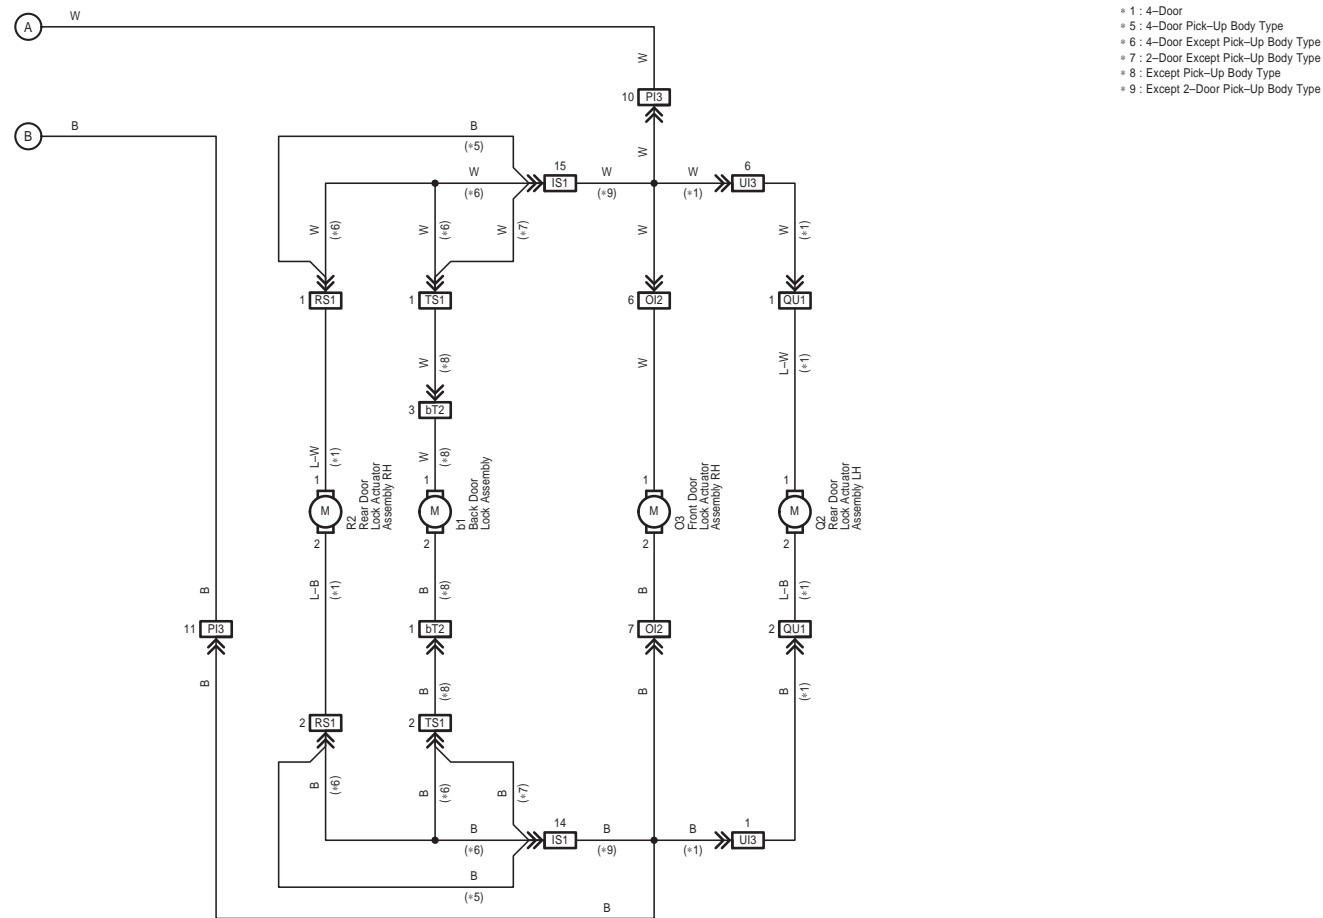 A
W
∗ 1 : 4–Door
∗ 5 : 4–Door Pick–Up Body Type
∗ 6 : 4–Door Except Pick–Up Body Type
∗ 7 : 2–Door Except Pick–Up Body Type
∗ 8 : Except Pick–Up Body Type
∗ 9 : Except 2–Door Pick–Up Body Type
W
10 PI3
B
B
B
(∗5)
W
W
(∗6)
15
IS1
W
(∗9)
W
(∗1)
6
UI3
W
(∗6)
W
(∗6)
W
(∗7)
W
W
(∗1)
1 RS1
1 TS1
6 OI2
1 QU1
W
(∗8)
W
L–W
(∗1)
3 bT2
L–W
(∗1)
W
(∗8)
1
M
2
R2
Rear Door
Lock Actuator
Assembly RH
1
M
2
b1
Back Door
Lock Assembly
1
M
2
O3
Front Door
Lock Actuator
Assembly RH
1
M
2
Q2
Rear Door
Lock Actuator
Assembly LH
B
L–B
(∗1)
B
(∗8)
B
L–B
(∗1)
11 PI3
1 bT2
7 OI2
2 QU1
B
B
(∗8)
B
B
(∗1)
2 RS1
2 TS1
B
(∗6)
B
(∗6)
B
(∗7)
B
(∗6)
14
IS1
B
(∗9)
B
(∗1)
1
UI3
B
(∗5)
B